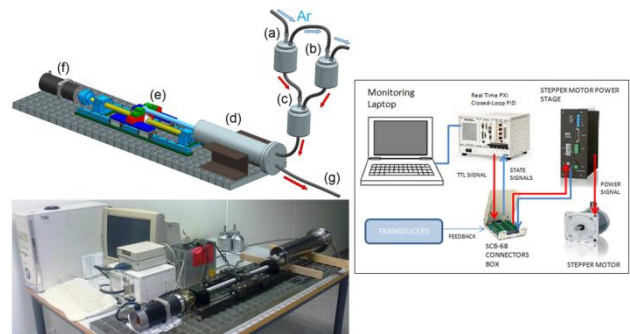 Ar
(a)
(b)
(c)
(d)
(e)
(f)
(g)
Monitoring
Laptop
Real Time PXI
Closed-Loop PID
STEPPER MOTOR POWER
STAGE
TTL SIGNAL
STATE
SIGNALS
POWER
SIGNAL
TRANSDUCERS
FEEDBACK
SCB-68
CONNECTORS
BOX
STEPPER MOTOR